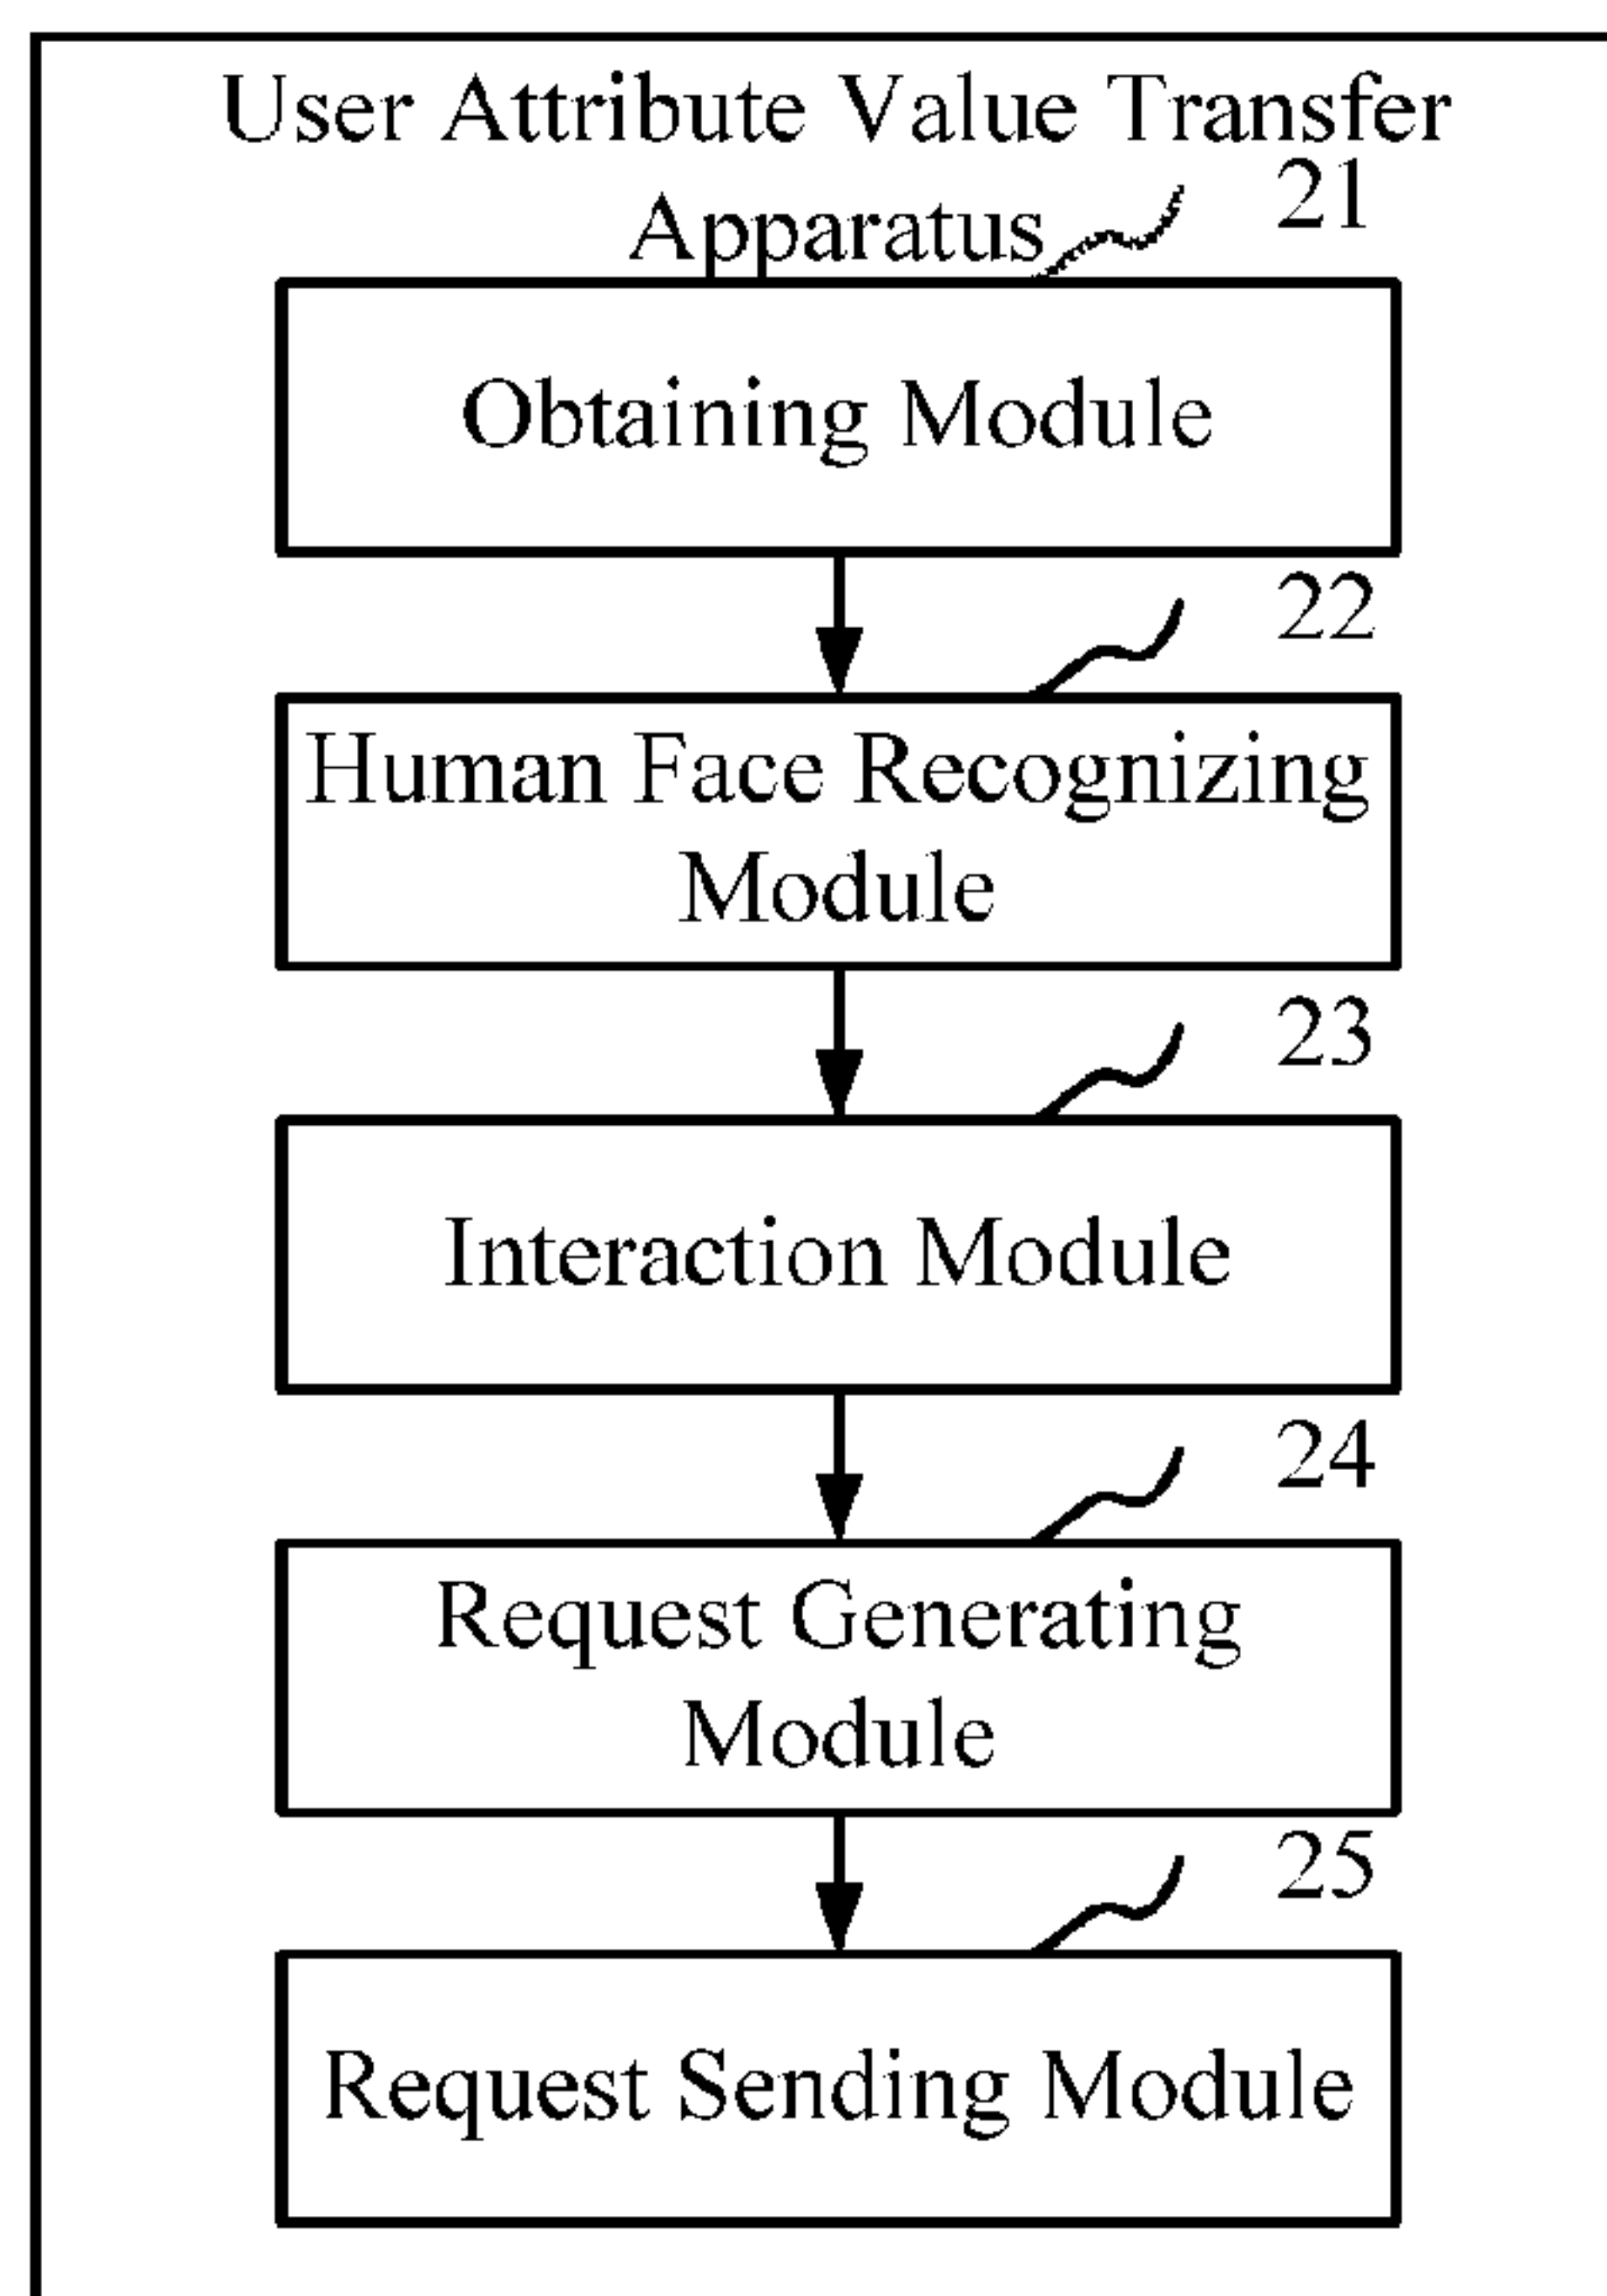 User Attribute Value Transfer
Apparatus
21
Obtaining Module
22
Human Face Recognizing
Module
23
Interaction Module
24
Request Generating
Module
25
Request Sending Module